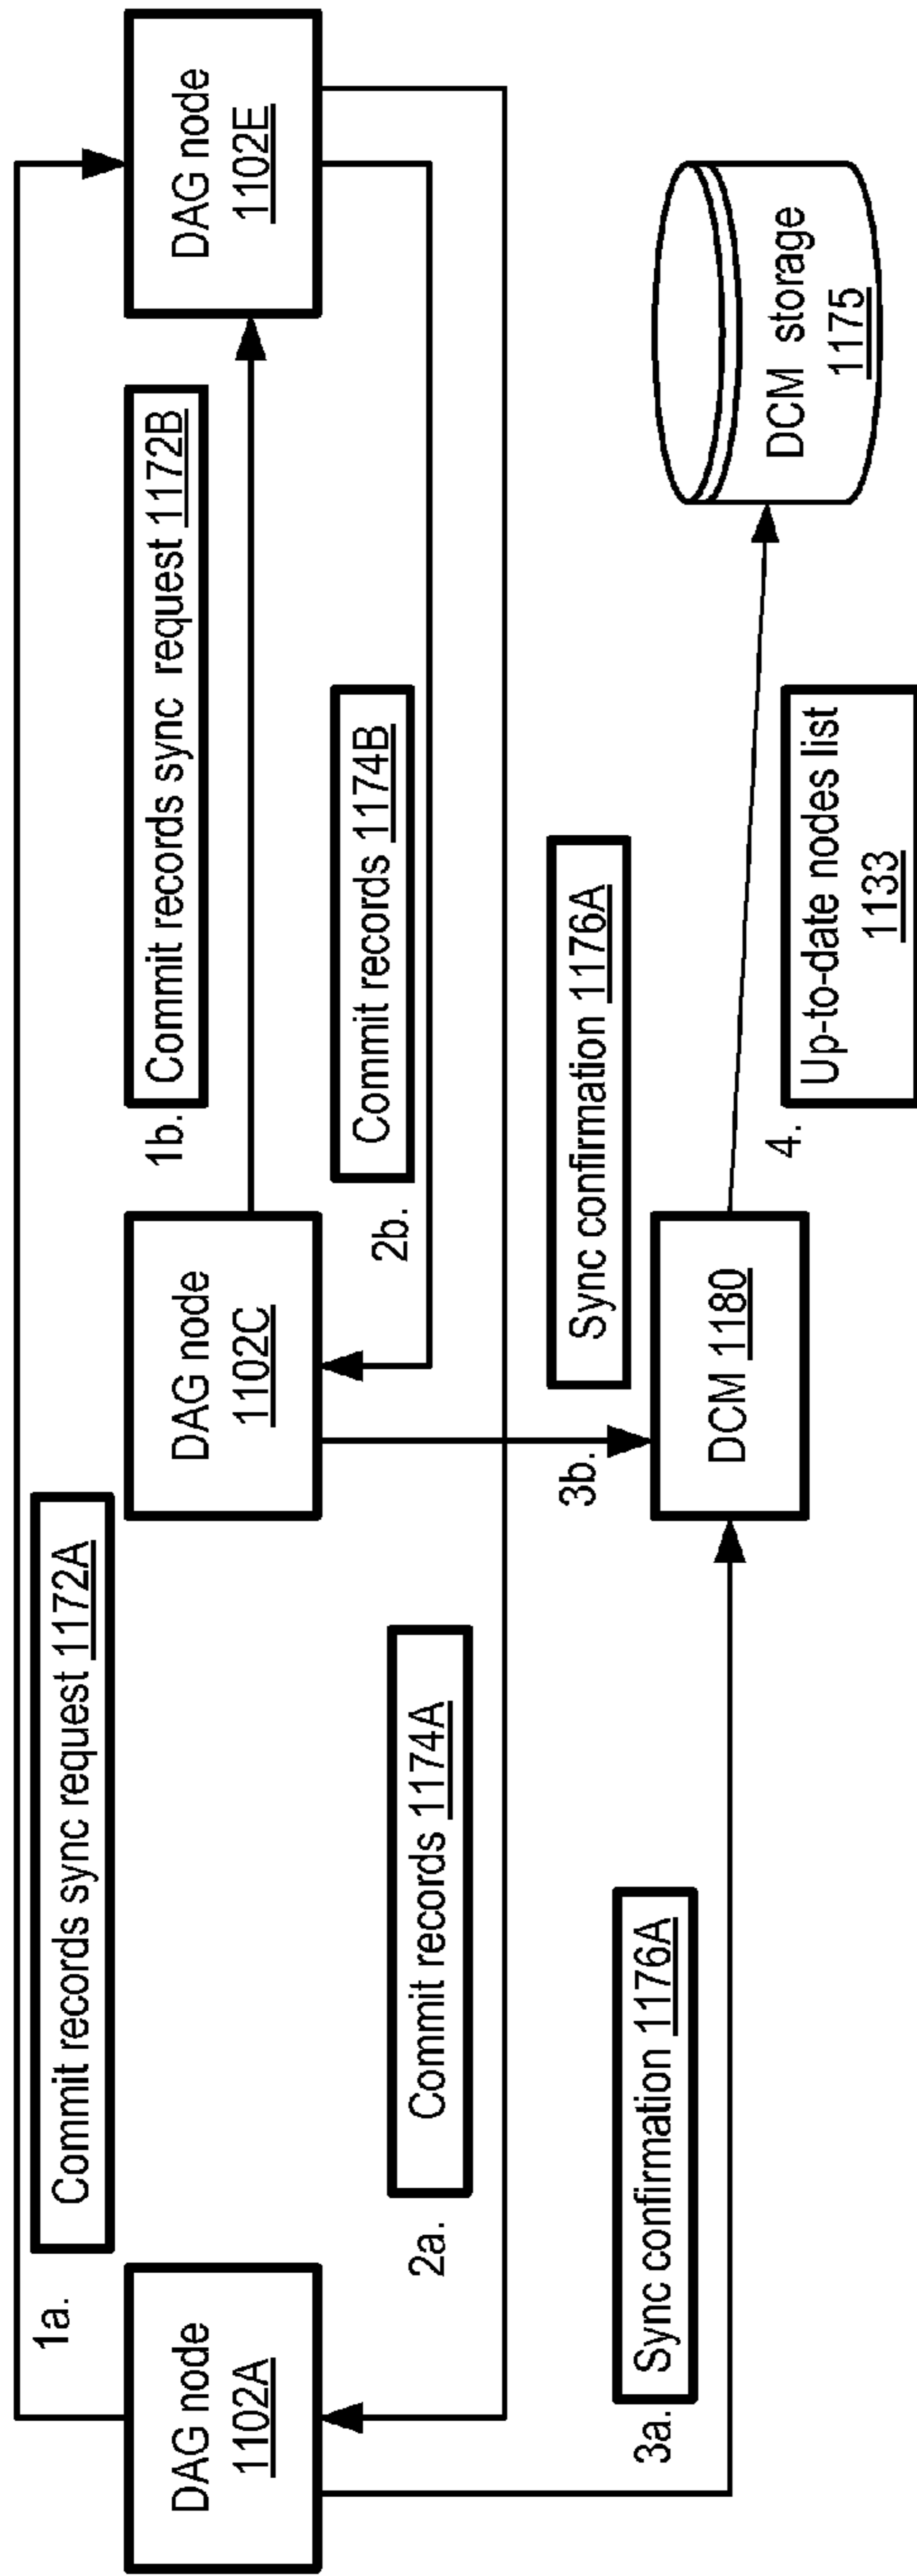 1a.
Commit records sync request 1172A
DAG node
1102A
DAG node
1102C
1b.
Commit records sync request 1172B
DAG node
1102E
2a.
Commit records 1174A
2b.
Commit records 1174B
3a.
Sync confirmation 1176A
3b.
Sync confirmation 1176A
DCM 1180
4.
Up-to-date nodes list
1133
DCM storage
1175